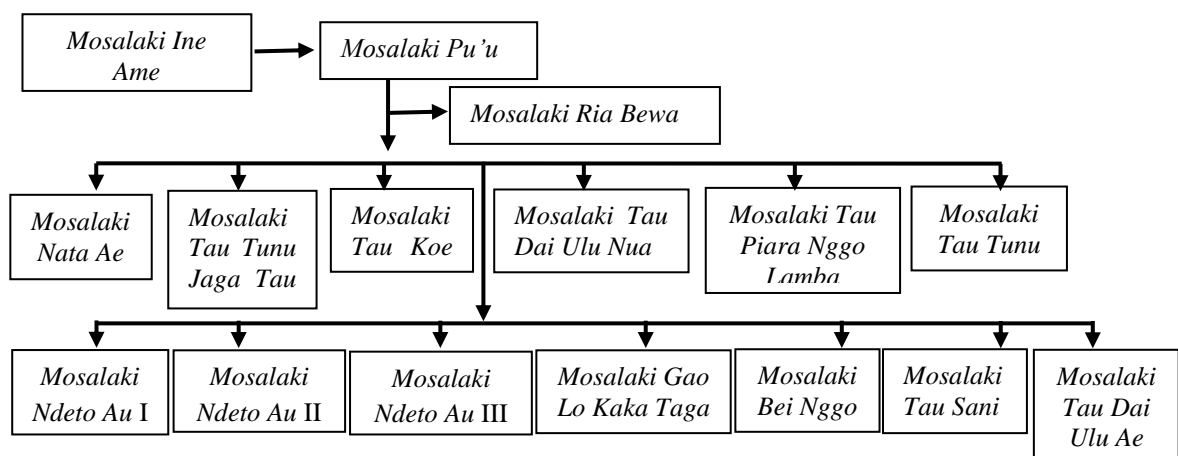 Mosalaki Ine
Ame
Mosalaki Pu’u
Mosalaki Ria Bewa
Mosalaki
Nata Ae
Mosalaki
Tau Tunu
Jaga Tau
Mosalaki
Tau Koe
Mosalaki Tau
Dai Ulu Nua
Mosalaki Tau
Piara Nggo
Lamba
Mosalaki
Tau Tunu
Mosalaki
Ndeto Au I
Mosalaki
Ndeto Au II
Mosalaki
Ndeto Au III
Mosalaki Gao
Lo Kaka Taga
Mosalaki
Bei Nggo
Mosalaki
Tau Sani
Mosalaki
Tau Dai
Ulu Ae